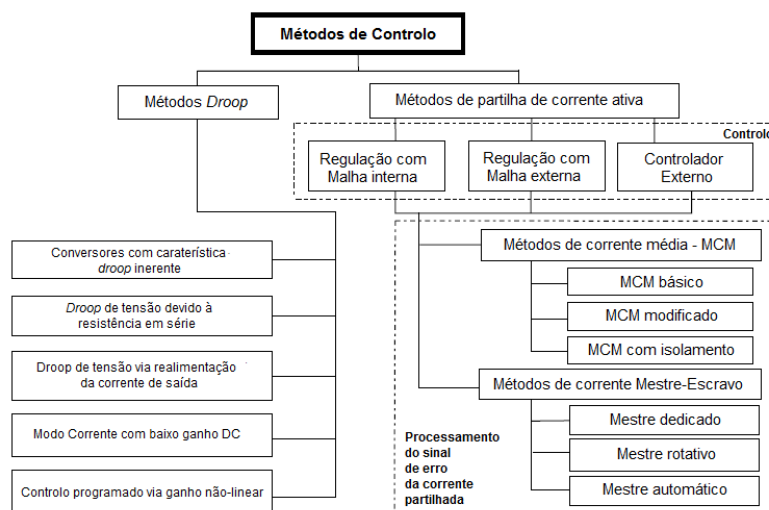 Métodos de Controlo
Métodos Droop
Métodos de partilha de corrente ativa
Controlo
Regulação com
Malha interna
Regulação com
Malha externa
Controlador
Externo
Conversores com caraterística
droop inerente
Droop de tensão devido à
resistência em série
Droop de tensão via realimentação
da corrente de saída
Modo Corrente com baixo ganho DC
Controlo programado via ganho não-linear
Métodos de corrente média - MCM
MCM básico
MCM modificado
MCM com isolamento
Métodos de corrente Mestre-Escravo
Mestre dedicado
Mestre rotativo
Mestre automático
Processamento
do sinal
de erro
da corrente
partilhada